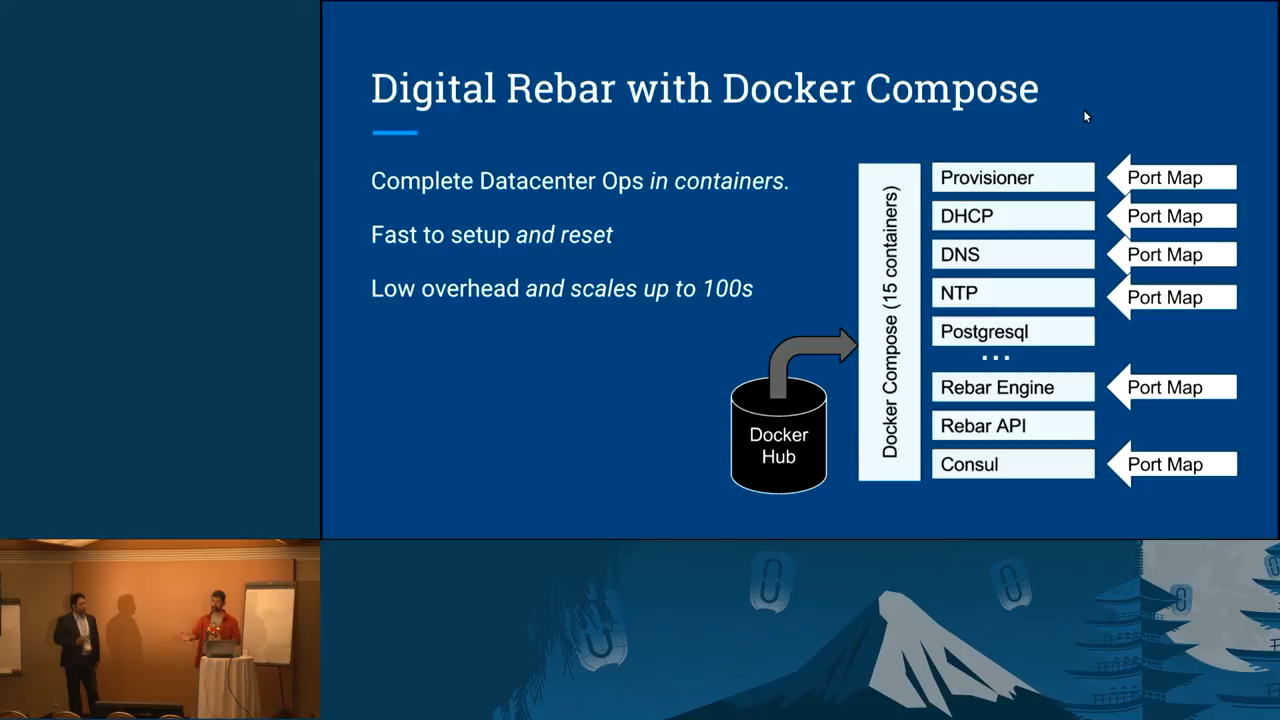 Digital Rebar with Docker Compose
Complete Datacenter Ops in containers.
Fast to setup and reset
Low overhead and scales up to 100s
Docker
Hub
Docker Compose (15 containers)
Provisioner
Port Map
DHCP
Port Map
DNS
Port Map
NTP
Port Map
Postgresql
...
Rebar Engine
Port Map
Rebar API
Consul
Port Map